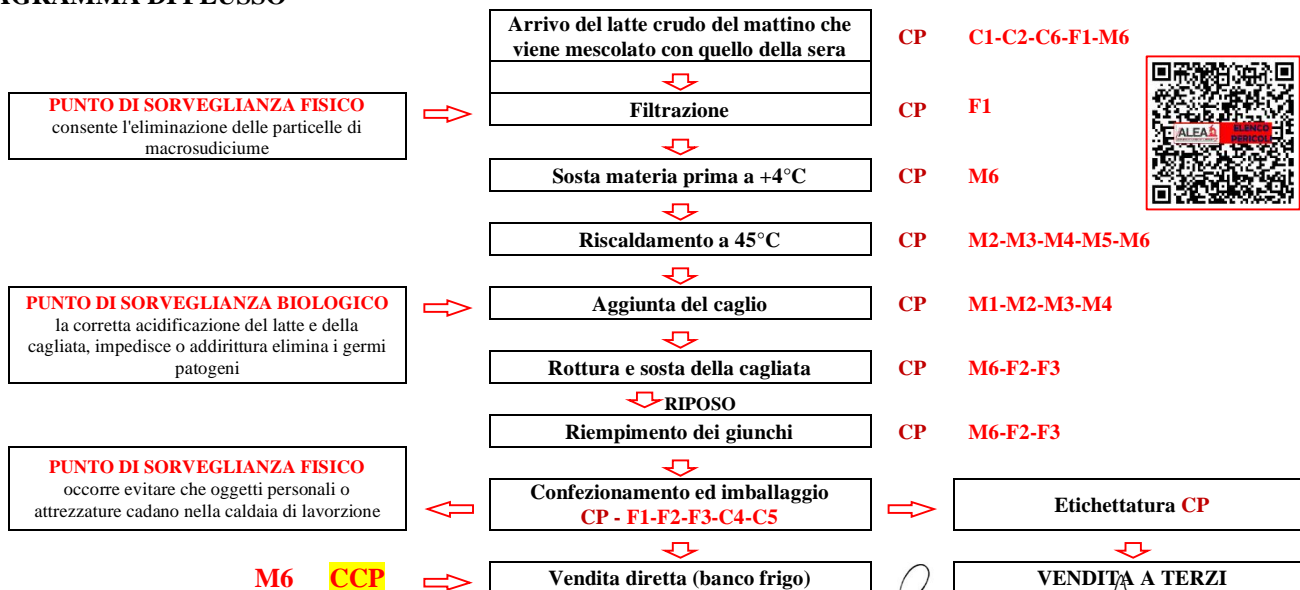 Arrivo del latte crudo del mattino che
viene mescolato con quello della sera
CP C1-C2-C6-F1-M6
PUNTO DI SORVEGLIANZA FISICO
consente l'eliminazione delle particelle di
macrosudiciume
Filtrazione
CP F1
ALEA
ELENCO
PERICOLI
Sosta materia prima a +4°C
CP M6
Riscaldamento a 45°C
CP M2-M3-M4-M5-M6
PUNTO DI SORVEGLIANZA BIOLOGICO
la corretta acidificazione del latte e della
cagliata, impedisce o addirittura elimina i germi
patogeni
Aggiunta del caglio
CP M1-M2-M3-M4
Rottura e sosta della cagliata
CP M6-F2-F3
RIPOSO
Riempimento dei giunchi
CP M6-F2-F3
PUNTO DI SORVEGLIANZA FISICO
occorre evitare che oggetti personali o
attrezzature cadano nella caldaia di lavorzione
Confezionamento ed imballaggio
CP - F1-F2-F3-C4-C5
Etichettatura CP
M6 CCP
Vendita diretta (banco frigo)
VENDITA A TERZI